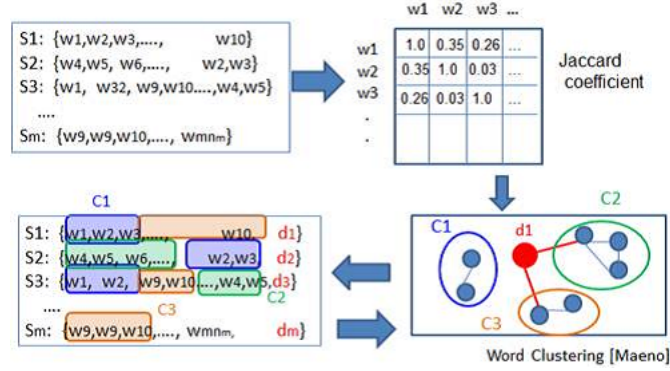 S1: {w1,w2,w3,...., w10}
S2: {w4,w5, w6,...., w2,w3}
S3: {w1, w32, w9,w10....,w4,w5}
....
Sm: {w9,w9,w10,...., wmnm}
w1 w2 w3 ...
w1 1.0 0.35 0.26 ...
w2 0.35 1.0 0.03 ...
w3 0.26 0.03 1.0 ...
.
.
Jaccard
coefficient
C1
S1: {w1,w2,w3,...., w10, d1}
S2: {w4,w5, w6,...., w2,w3, d2}
S3: {w1, w2, w9,w10....,w4,w5,d3}
C2
....
C3
Sm: {w9,w9,w10,...., wmnm, dm}
C1
d1
C2
C3
Word Clustering [Maeno]